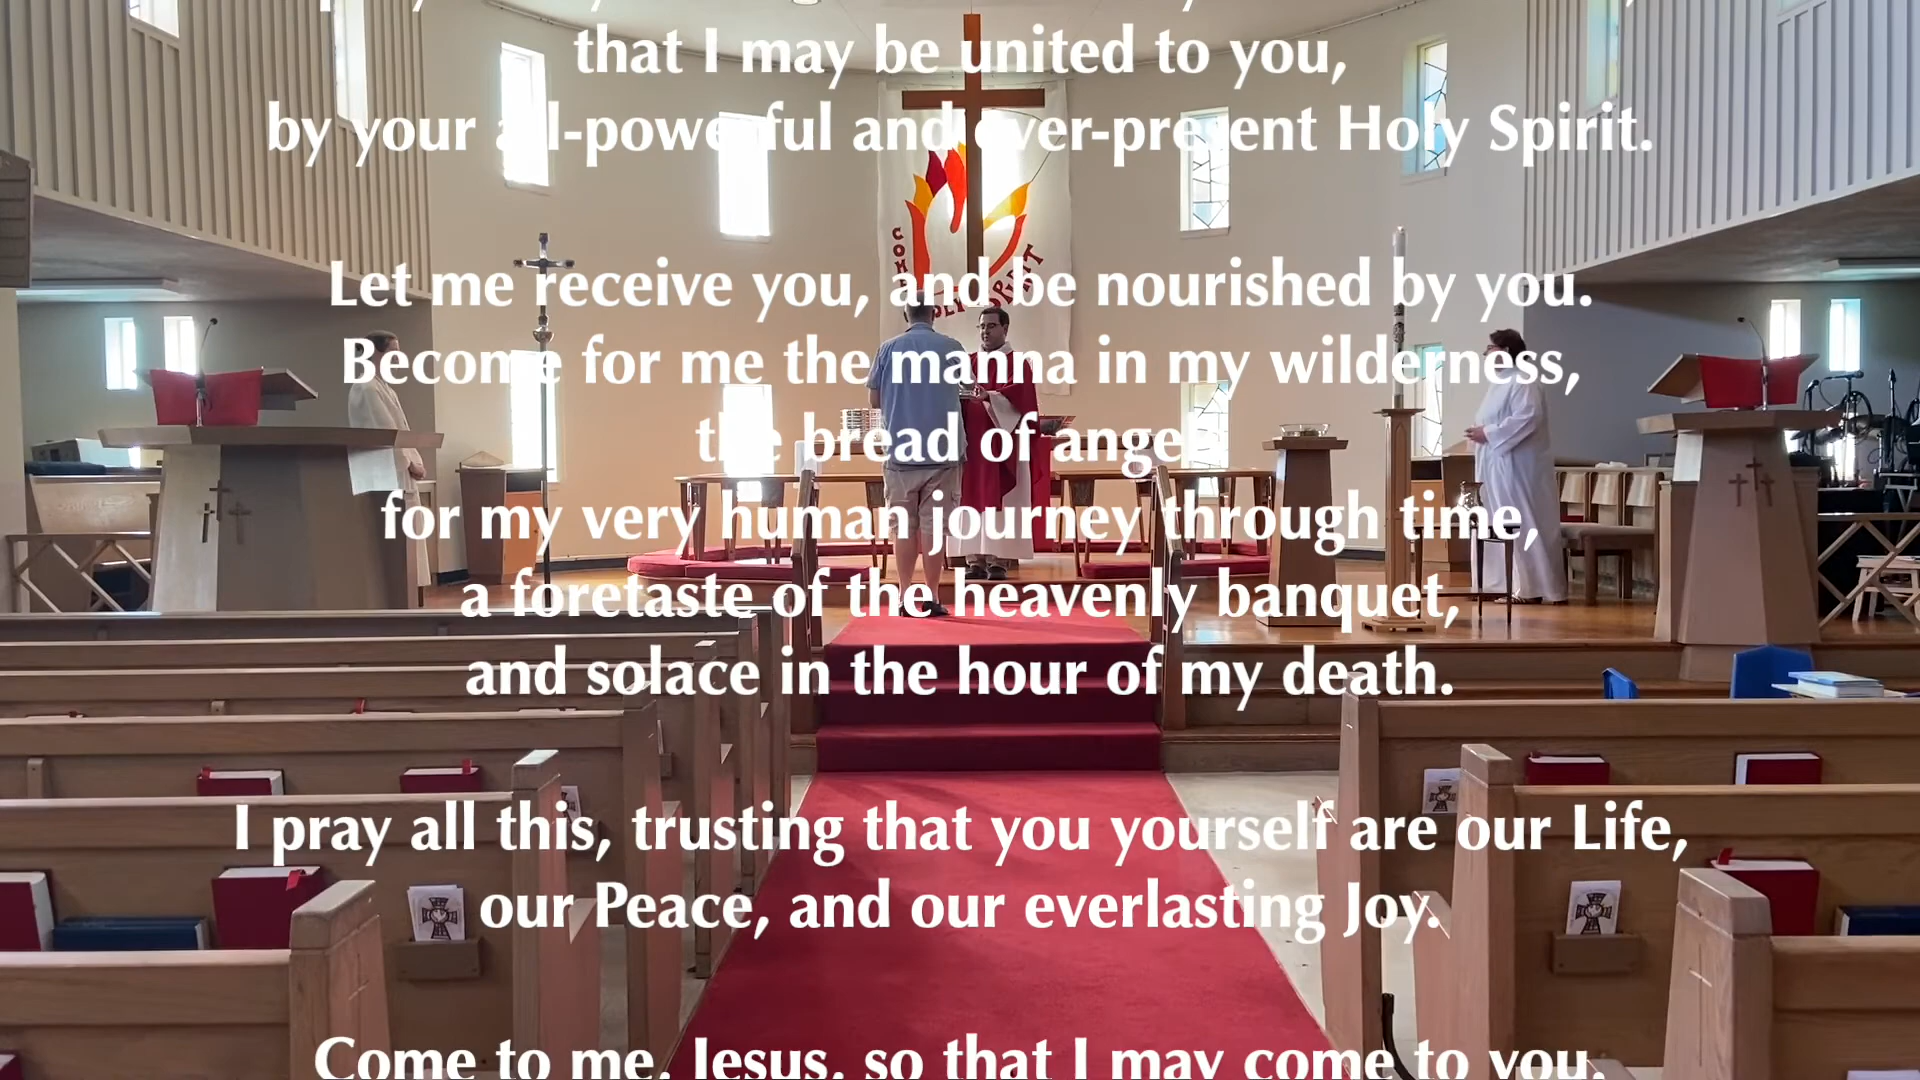 that I may be united to you,
by your all-powerful and ever-present Holy Spirit.
Let me receive you, and be nourished by you.
Become for me the manna in my wilderness,
the bread of angels
for my very human journey through time,
a foretaste of the heavenly banquet,
and solace in the hour of my death.
I pray all this, trusting that you yourself are our Life,
our Peace, and our everlasting Joy.
Come to me, Jesus, so that I may come to you.